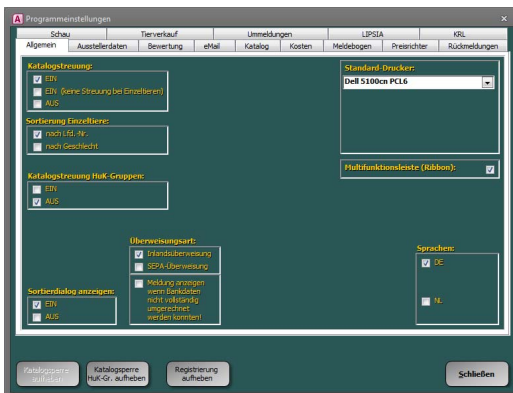 Programmeinstellungen
Schau Tierverkauf Ummeldungen LIPSIA KRL
Allgemein Ausstellerdaten Bewertung eMail Katalog Kosten Meldebogen Preisrichter Rückmeldungen
Katalogstreuung:
EIN
EIN (keine Streuung bei Einzeltieren)
AUS
Standard-Drucker:
Dell 5100cn PCL6
Sortierung Einzeltiere:
nach Lfd.-Nr.
nach Geschlecht
Multifunktionsleiste (Ribbon):
Katalogstreuung HuK-Gruppen:
EIN
AUS
Überweisungsart:
Inlandsüberweisung
SEPA-Überweisung
Meldung anzeigen
wenn Bankdaten
nicht vollständig
umgerechnet
werden konnten!
Sprachen:
DE
NL
Sortierdialog anzeigen:
EIN
AUS
Katalogsperre
aufheben
Katalogsperre
HuK-Gr. aufheben
Registrierung
aufheben
Schließen